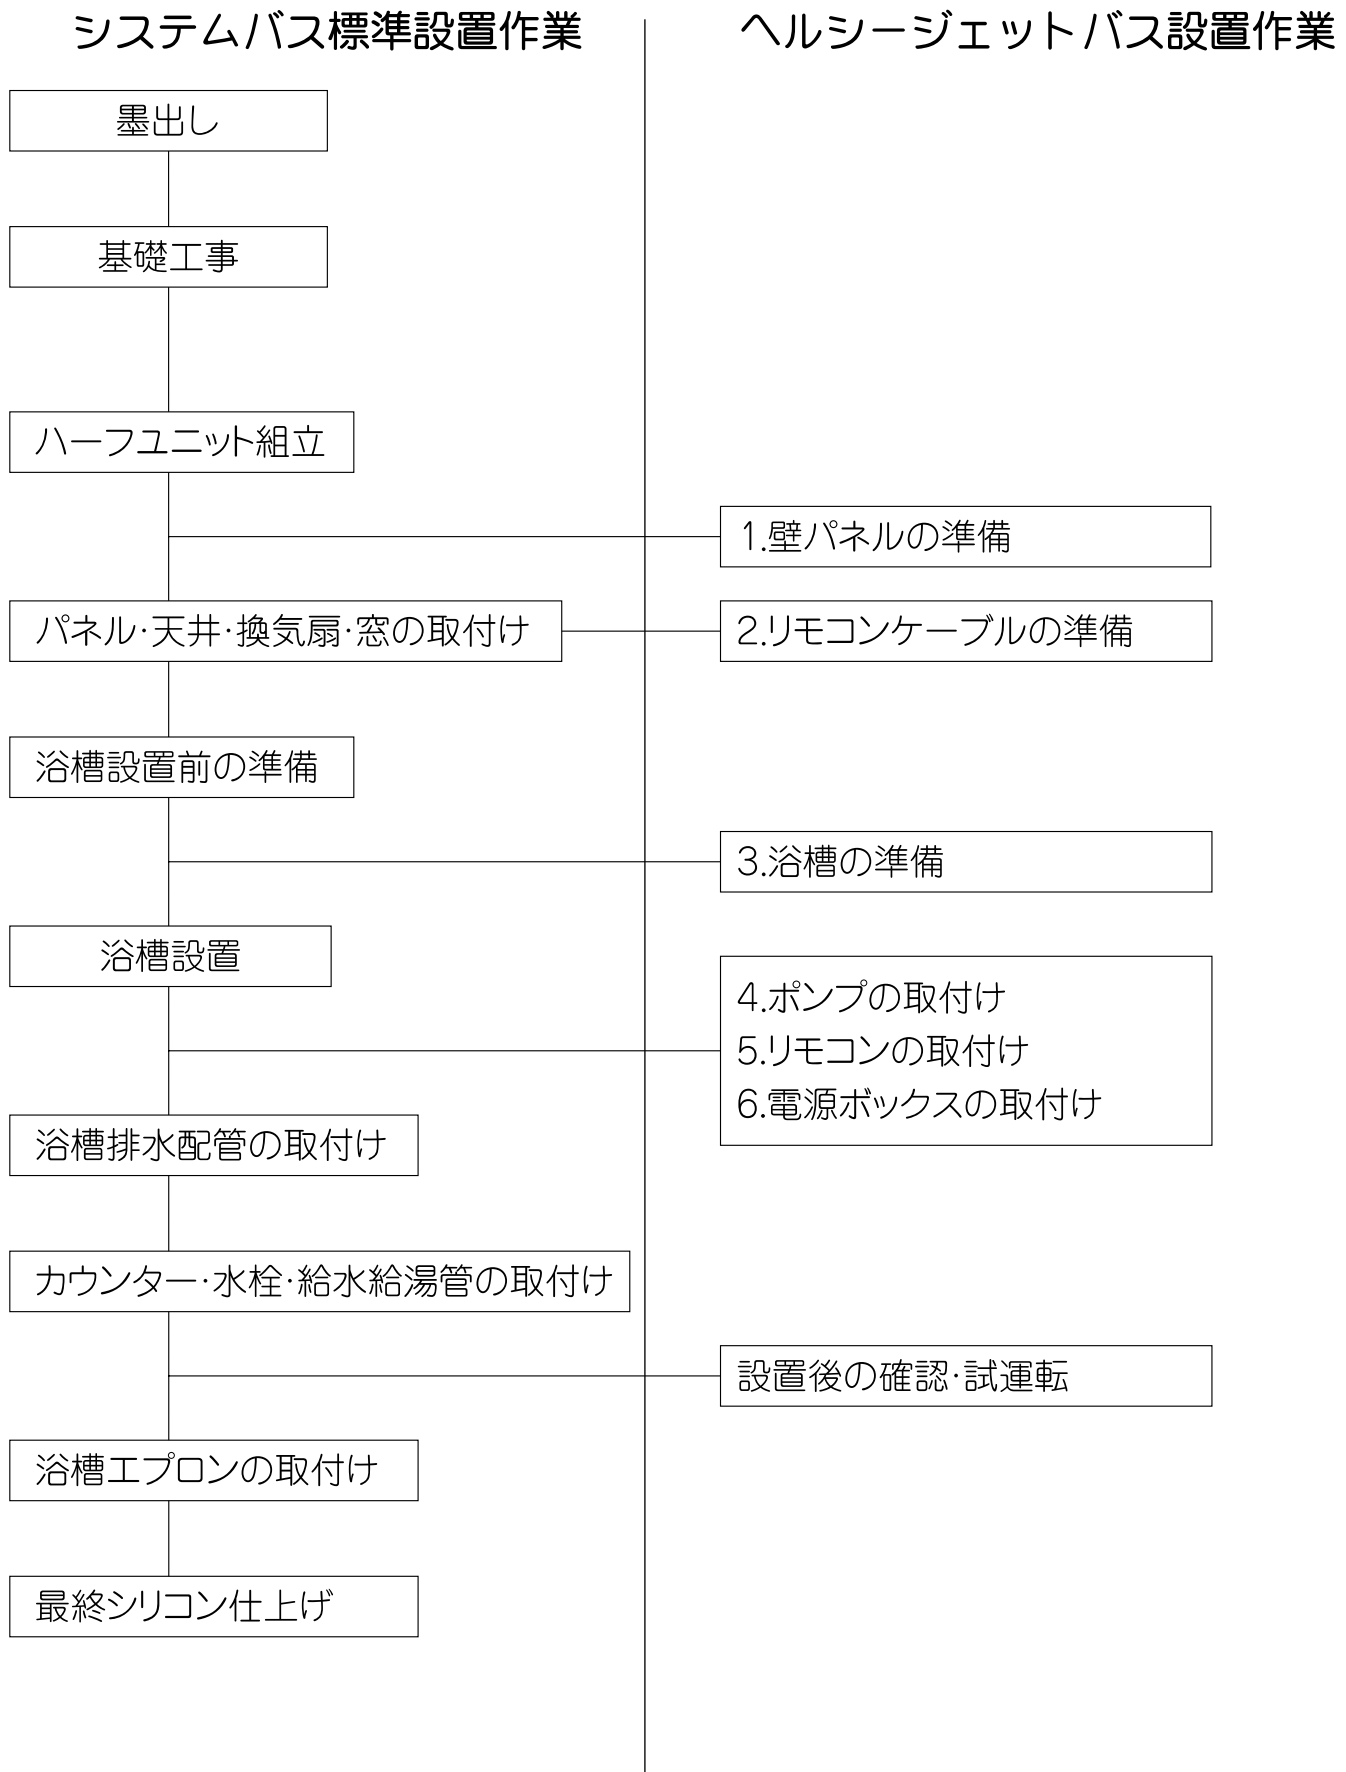 システムバス標準設置作業
ヘルシージェットバス設置作業
墨出し
基礎工事
ハーフユニット組立
1.壁パネルの準備
パネル･天井･換気扇･窓の取付け
2.リモコンケーブルの準備
浴槽設置前の準備
3.浴槽の準備
浴槽設置
4.ポンプの取付け
5.リモコンの取付け
6.電源ボックスの取付け
浴槽排水配管の取付け
カウンター･水栓･給水給湯管の取付け
設置後の確認･試運転
浴槽エプロンの取付け
最終シリコン仕上げ